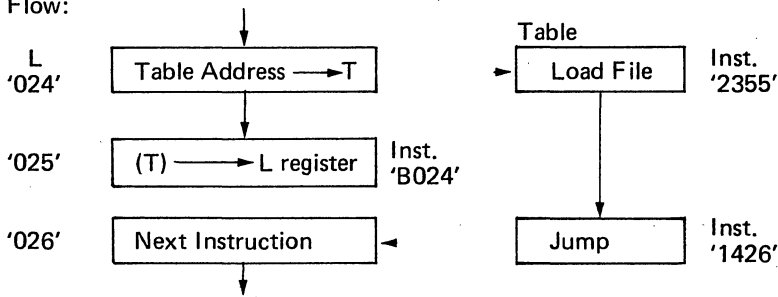 Flow:
Table
L
'024'
Table Address → T
Load File
Inst.
'2355'
'025'
(T) → L register
Inst.
'B024'
'026'
Next Instruction
Jump
Inst.
'1426'